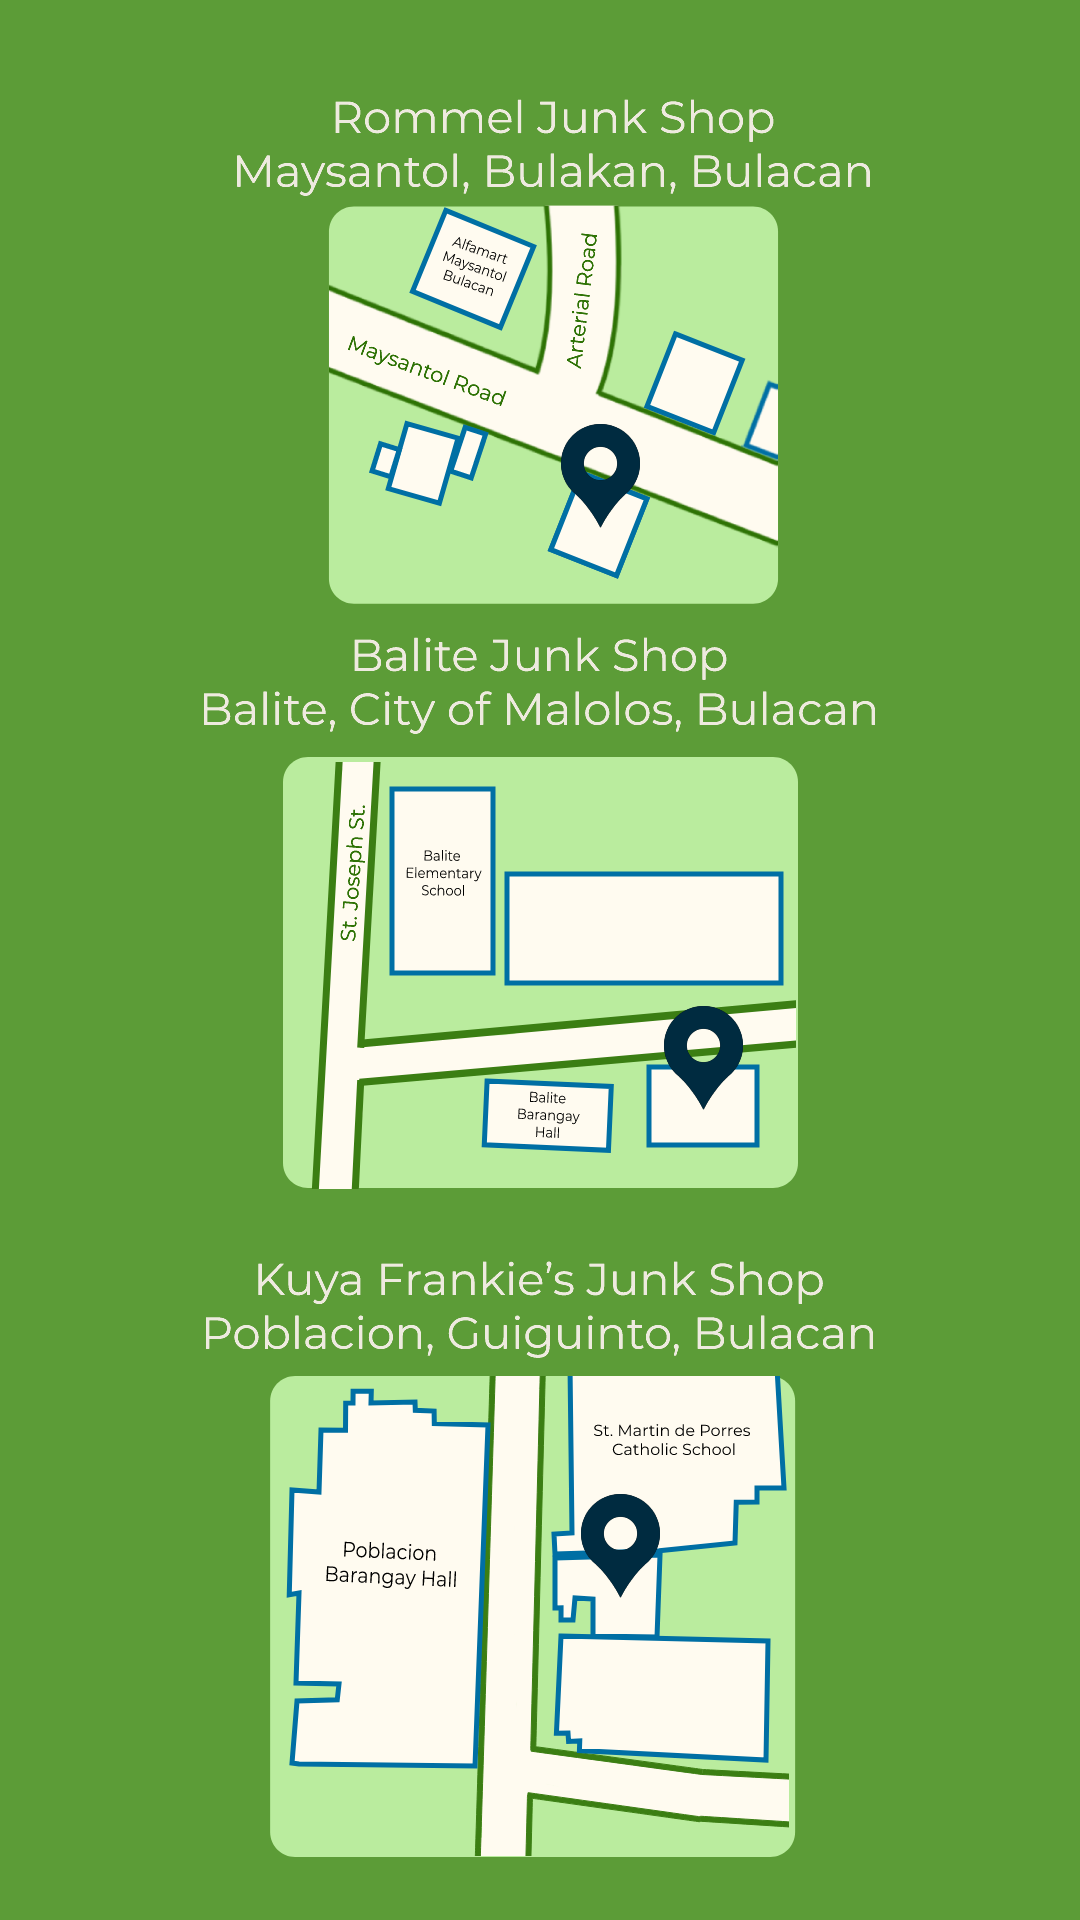 Rommel Junk Shop
Maysantol, Bulakan, Bulacan
Alfamart
Maysantol
Bulacan
Arterial Road
Maysantol Road
Balite Junk Shop
Balite, City of Malolos, Bulacan
St. Joseph St.
Balite
Elementary
School
Balite
Barangay
Hall
Kuya Frankie’s Junk Shop
Poblacion, Guiguinto, Bulacan
St. Martin de Porres
Catholic School
Poblacion
Barangay Hall